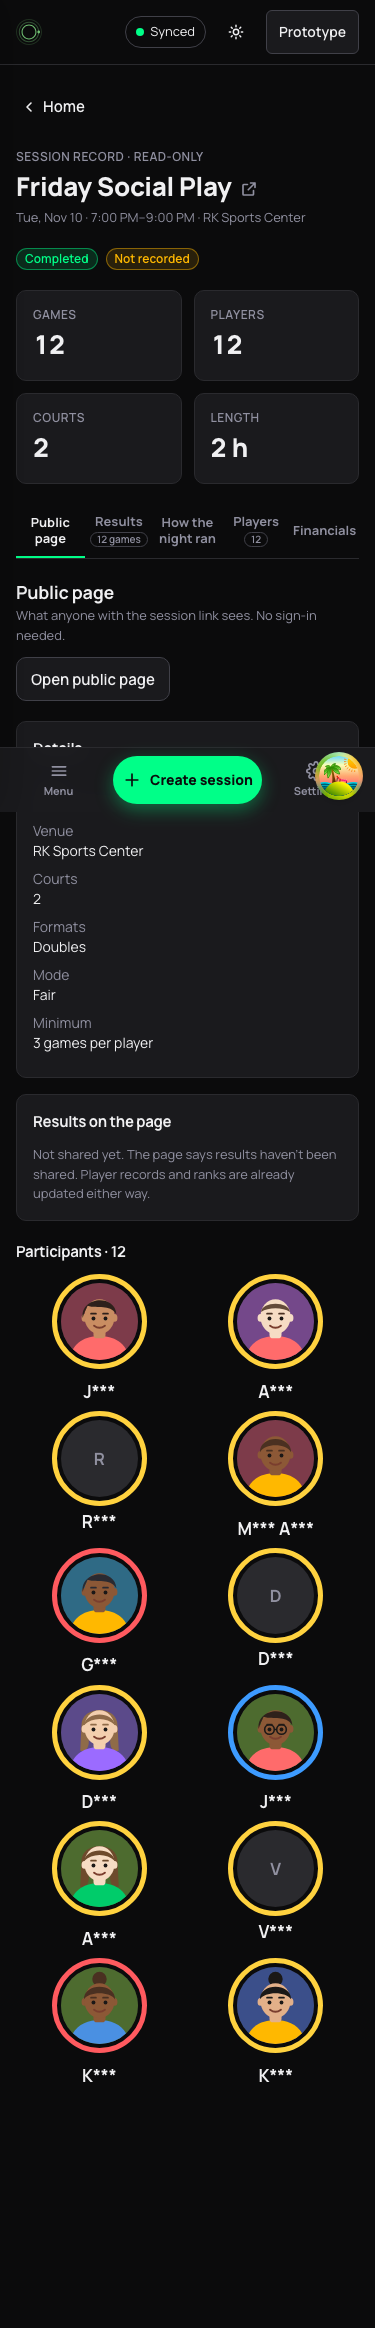 Synced
Prototype
Home
SESSION RECORD · READ-ONLY
Friday Social Play
Tue, Nov 10 · 7:00 PM–9:00 PM · RK Sports Center
Completed
Not recorded
GAMES
12
PLAYERS
12
COURTS
2
LENGTH
2 h
Public page
Results
12 games
How the night ran
Players
12
Financials
Public page
What anyone with the session link sees. No sign-in
needed.
Open public page
Menu
Create session
Venue
RK Sports Center
Courts
2
Formats
Doubles
Mode
Fair
Minimum
3 games per player
Results on the page
Not shared yet. The page says results haven't been
shared. Player records and ranks are already
updated either way.
Participants · 12
J***
A***
R
R***
M*** A***
G***
D
D***
D***
J***
A***
V
V***
K***
K***